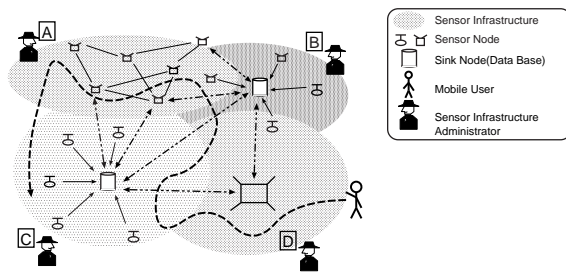 A
B
C
D
Sensor Infrastructure
Sensor Node
Sink Node(Data Base)
Mobile User
Sensor Infrastructure
Administrator